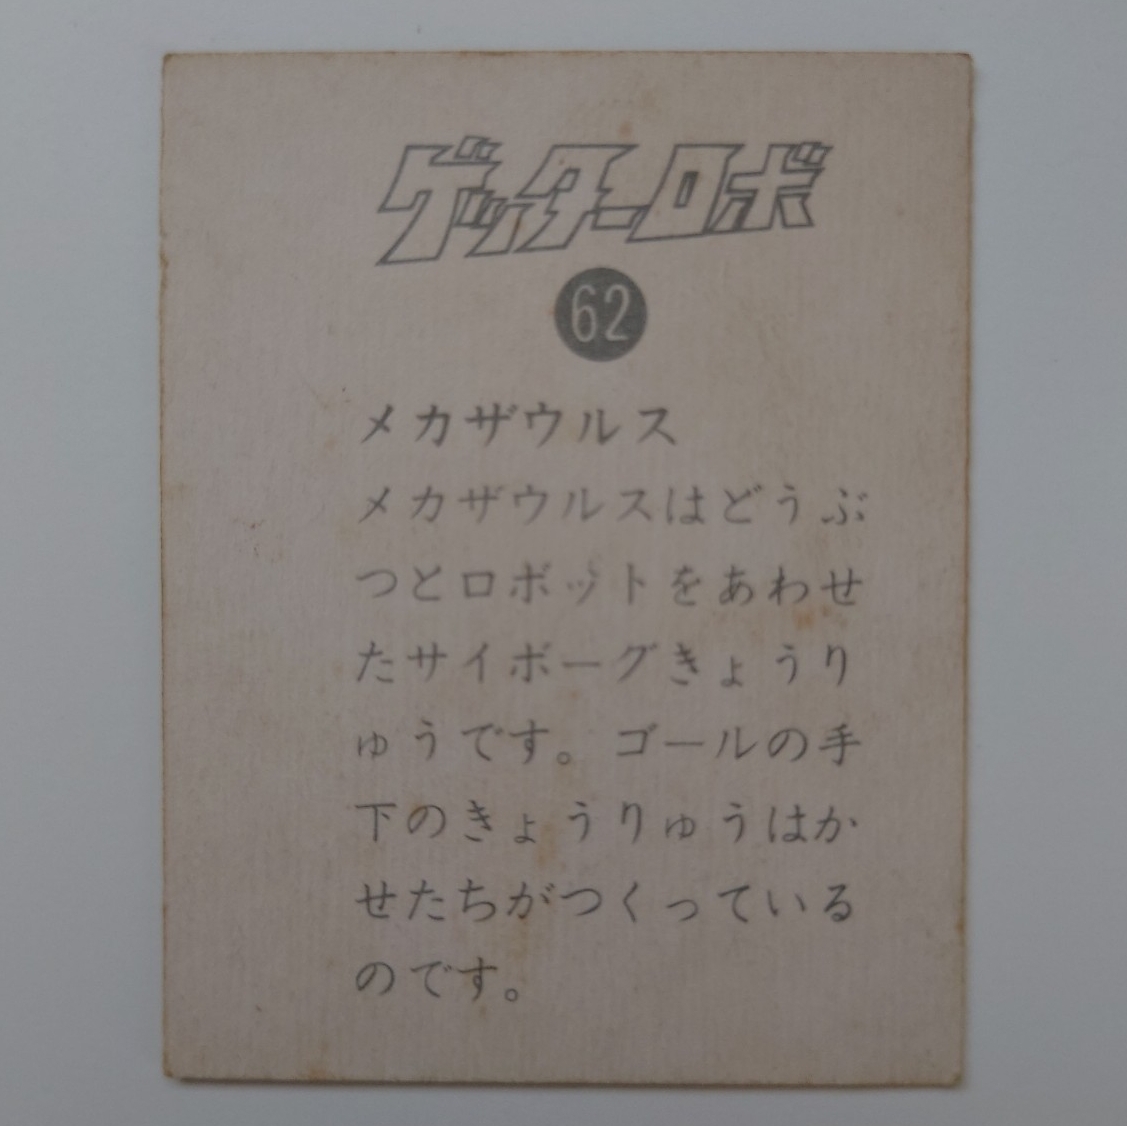 ゲッターロボ
62
メカザウルス
メカザウルスはどうぶ
つとロボットをあわせ
たサイボーグきょうり
ゅうです。ゴールの手
下のきょうりゅうはか
せたちがつくっている
のです。